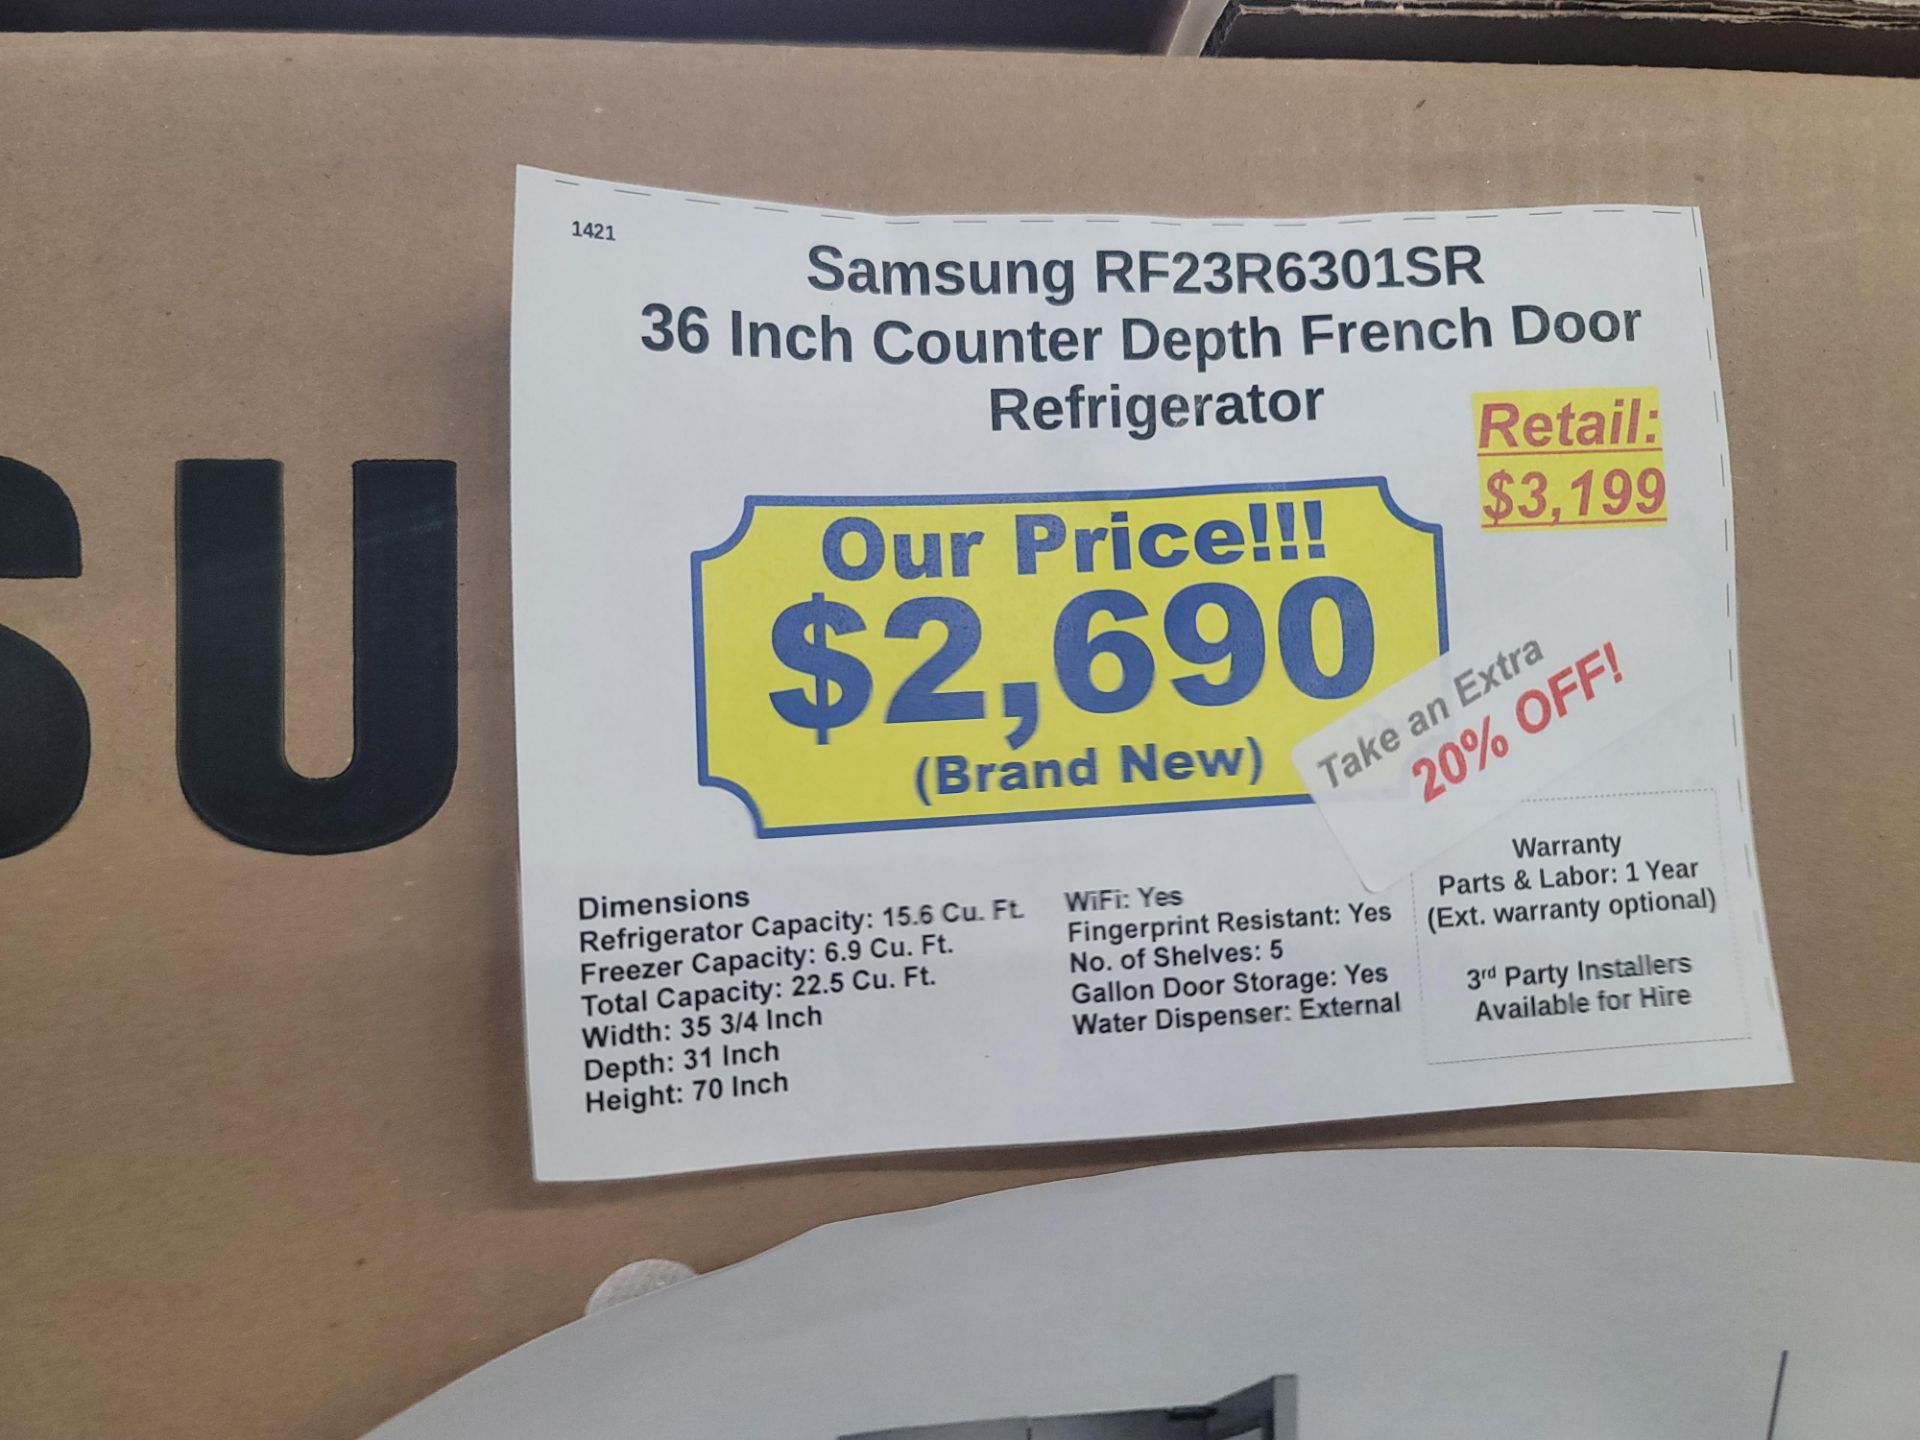 SU
1421
Samsung RF23R6301SR
36 Inch Counter Depth French Door
Refrigerator
Retail:
$3,199
Our Price!!!
$2,690
(Brand New)
Take an Extra
20% OFF!
Dimensions
Refrigerator Capacity: 15.6 Cu. Ft.
Freezer Capacity: 6.9 Cu. Ft.
Total Capacity: 22.5 Cu. Ft.
Width: 35 3/4 Inch
Depth: 31 Inch
Height: 70 Inch
WiFi: Yes
Fingerprint Resistant: Yes
No. of Shelves: 5
Gallon Door Storage: Yes
Water Dispenser: External
Warranty
Parts & Labor: 1 Year
(Ext. warranty optional)
3rd Party Installers
Available for Hire